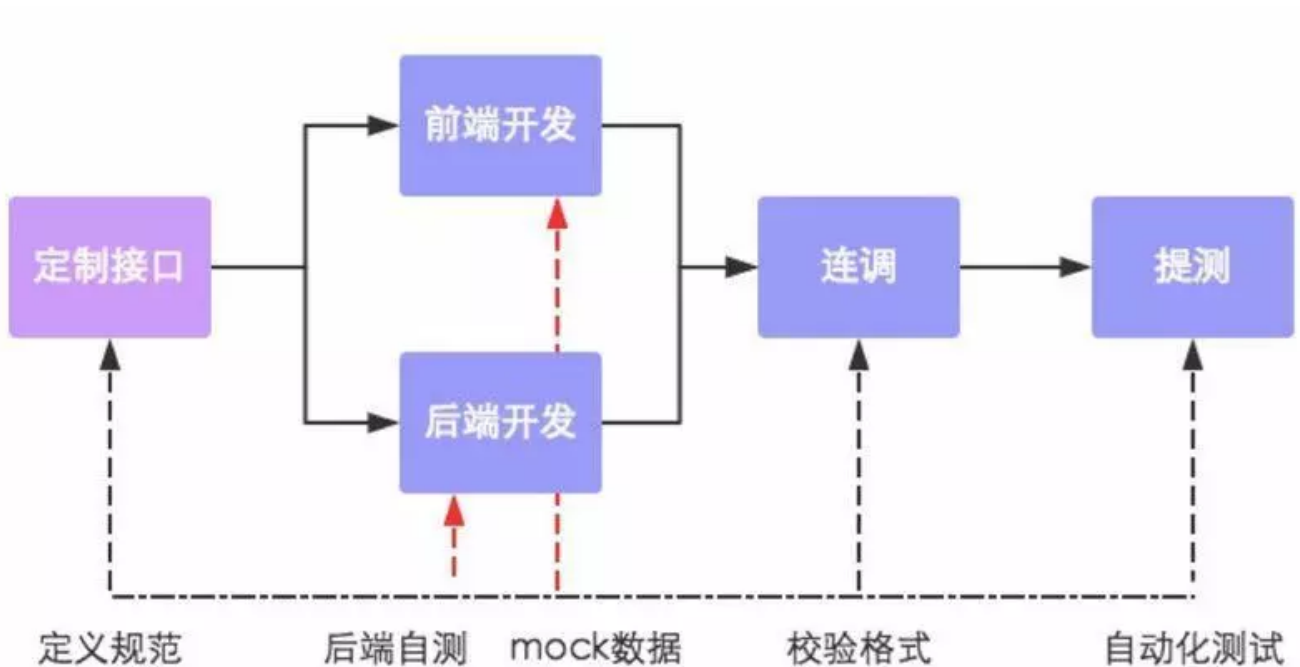 前端开发
定制接口
连调
提测
后端开发
定义规范
后端自测
mock数据
校验格式
自动化测试